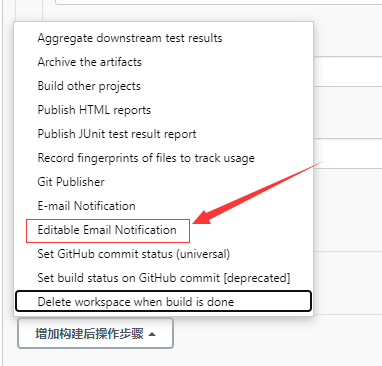 Aggregate downstream test results
Archive the artifacts
Build other projects
Publish HTML reports
Publish JUnit test result report
Record fingerprints of files to track usage
Git Publisher
E-mail Notification
Editable Email Notification
Set GitHub commit status (universal)
Set build status on GitHub commit [deprecated]
Delete workspace when build is done
增加构建后操作步骤